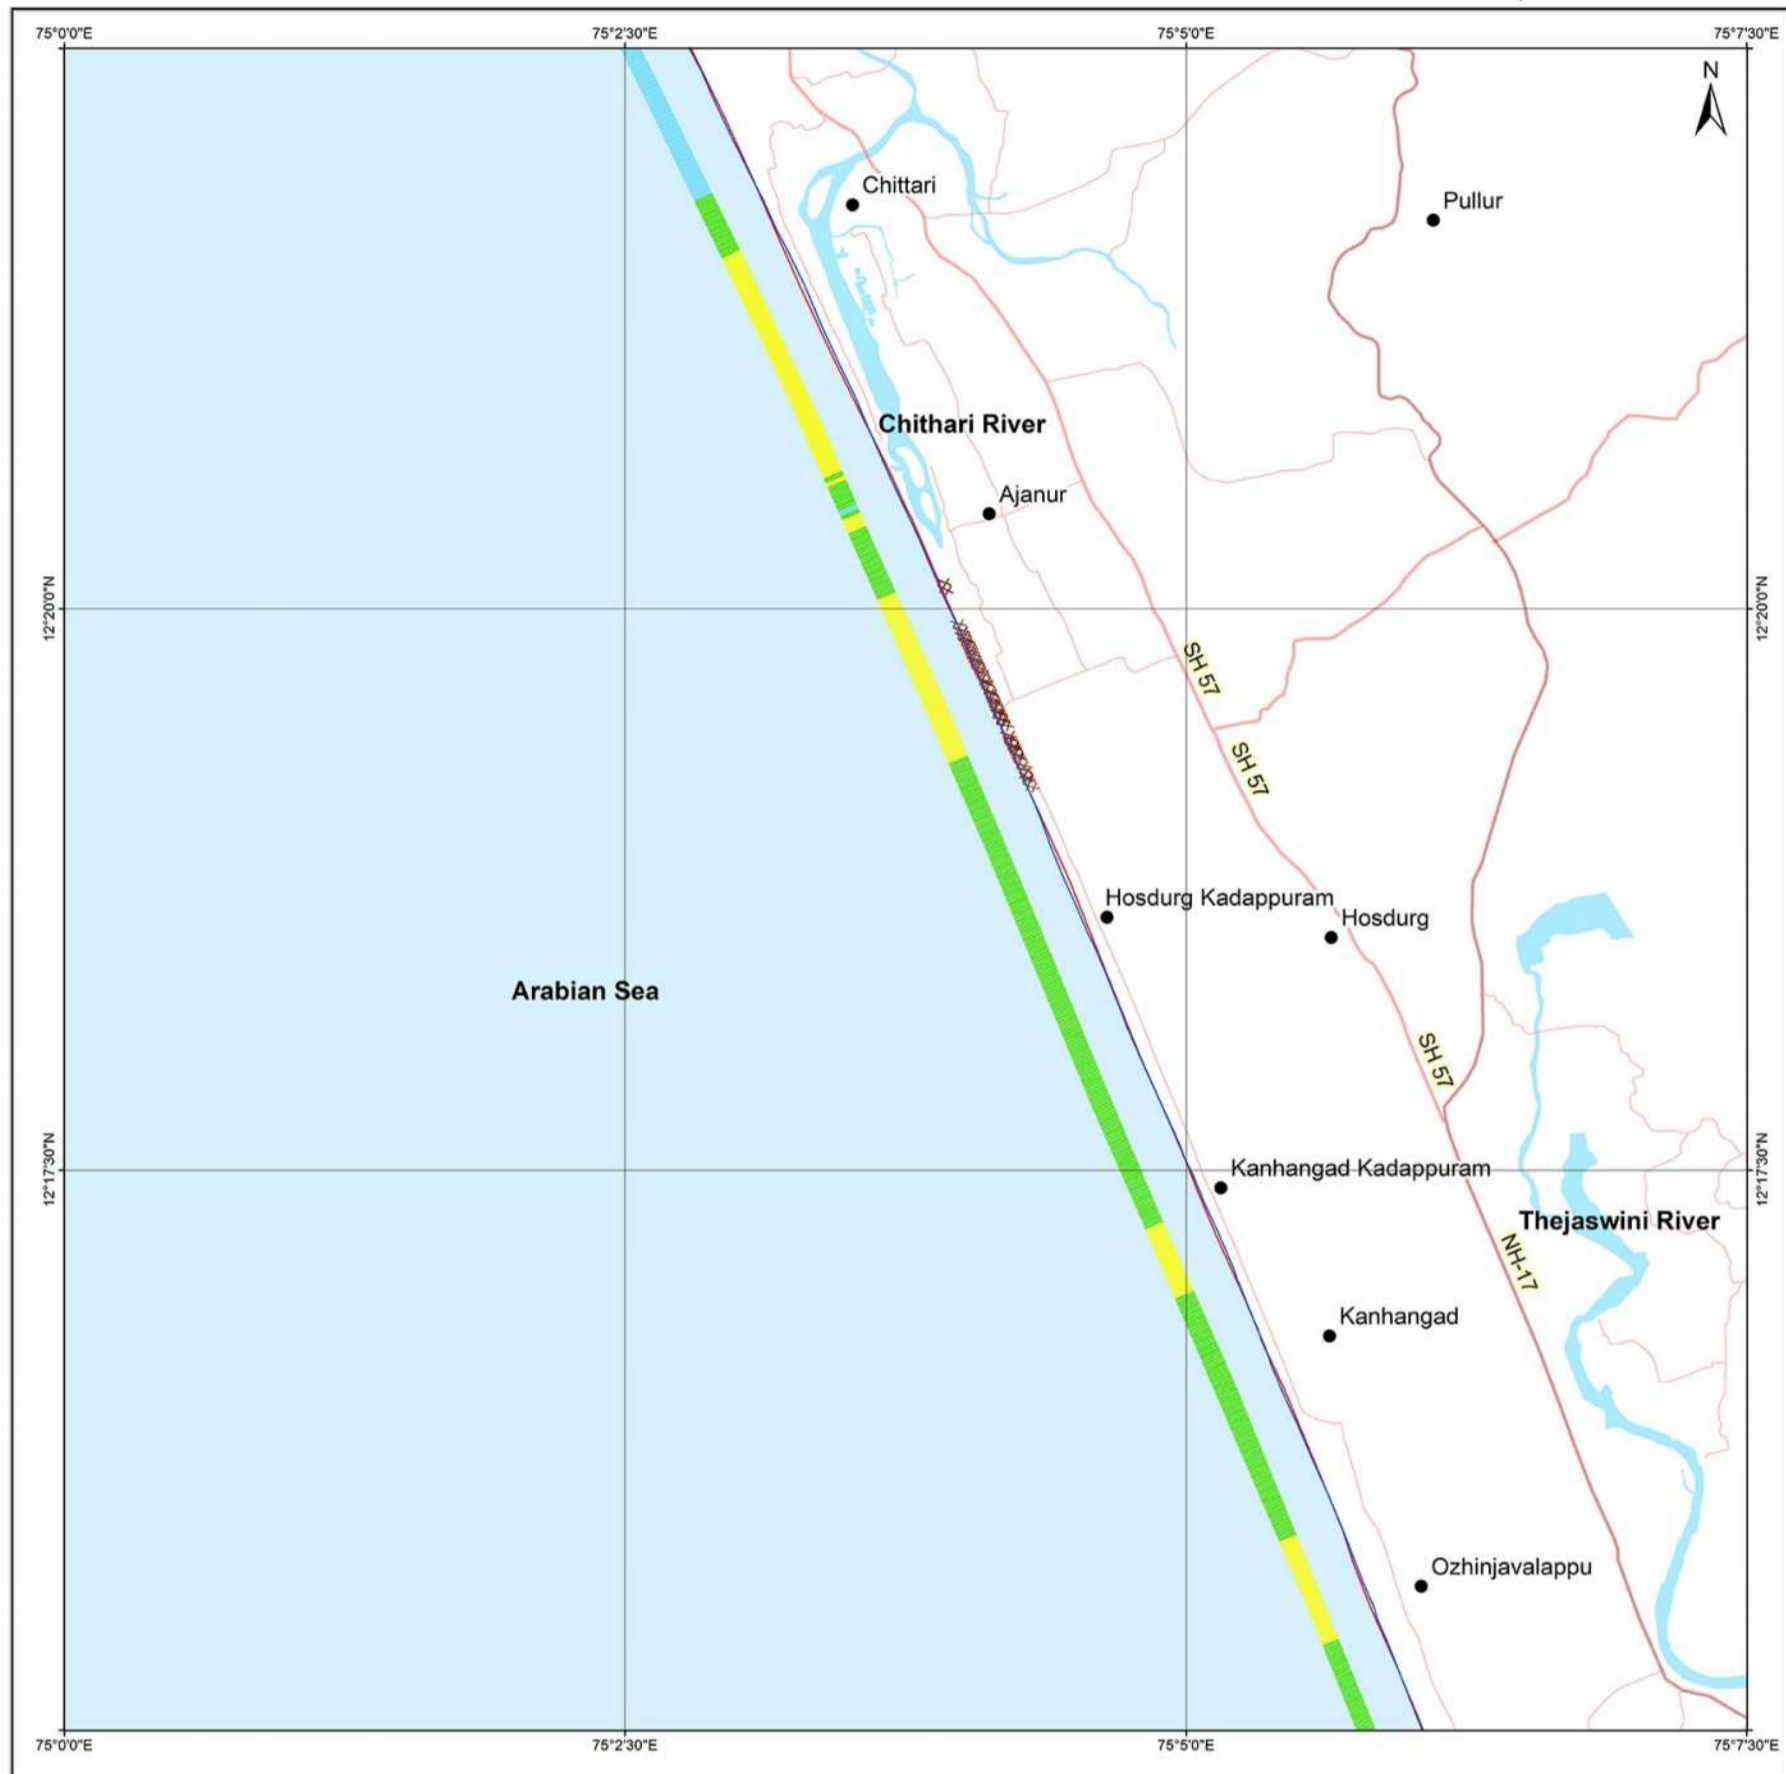 75°0'0"E
75°2'30"E
75°5'0"E
75°7'30"E
N
Chittari
Pullur
Chithari River
Ajanur
12°20'0"N
12°20'0"N
SH 57
SH 57
Hosdurg Kadappuram
Hosdurg
Arabian Sea
SH 57
12°17'30"N
12°17'30"N
Kanhangad Kadappuram
Thejaswini River
NH-17
Kanhangad
Ozhinjavalappu
75°0'0"E
75°2'30"E
75°5'0"E
75°7'30"E